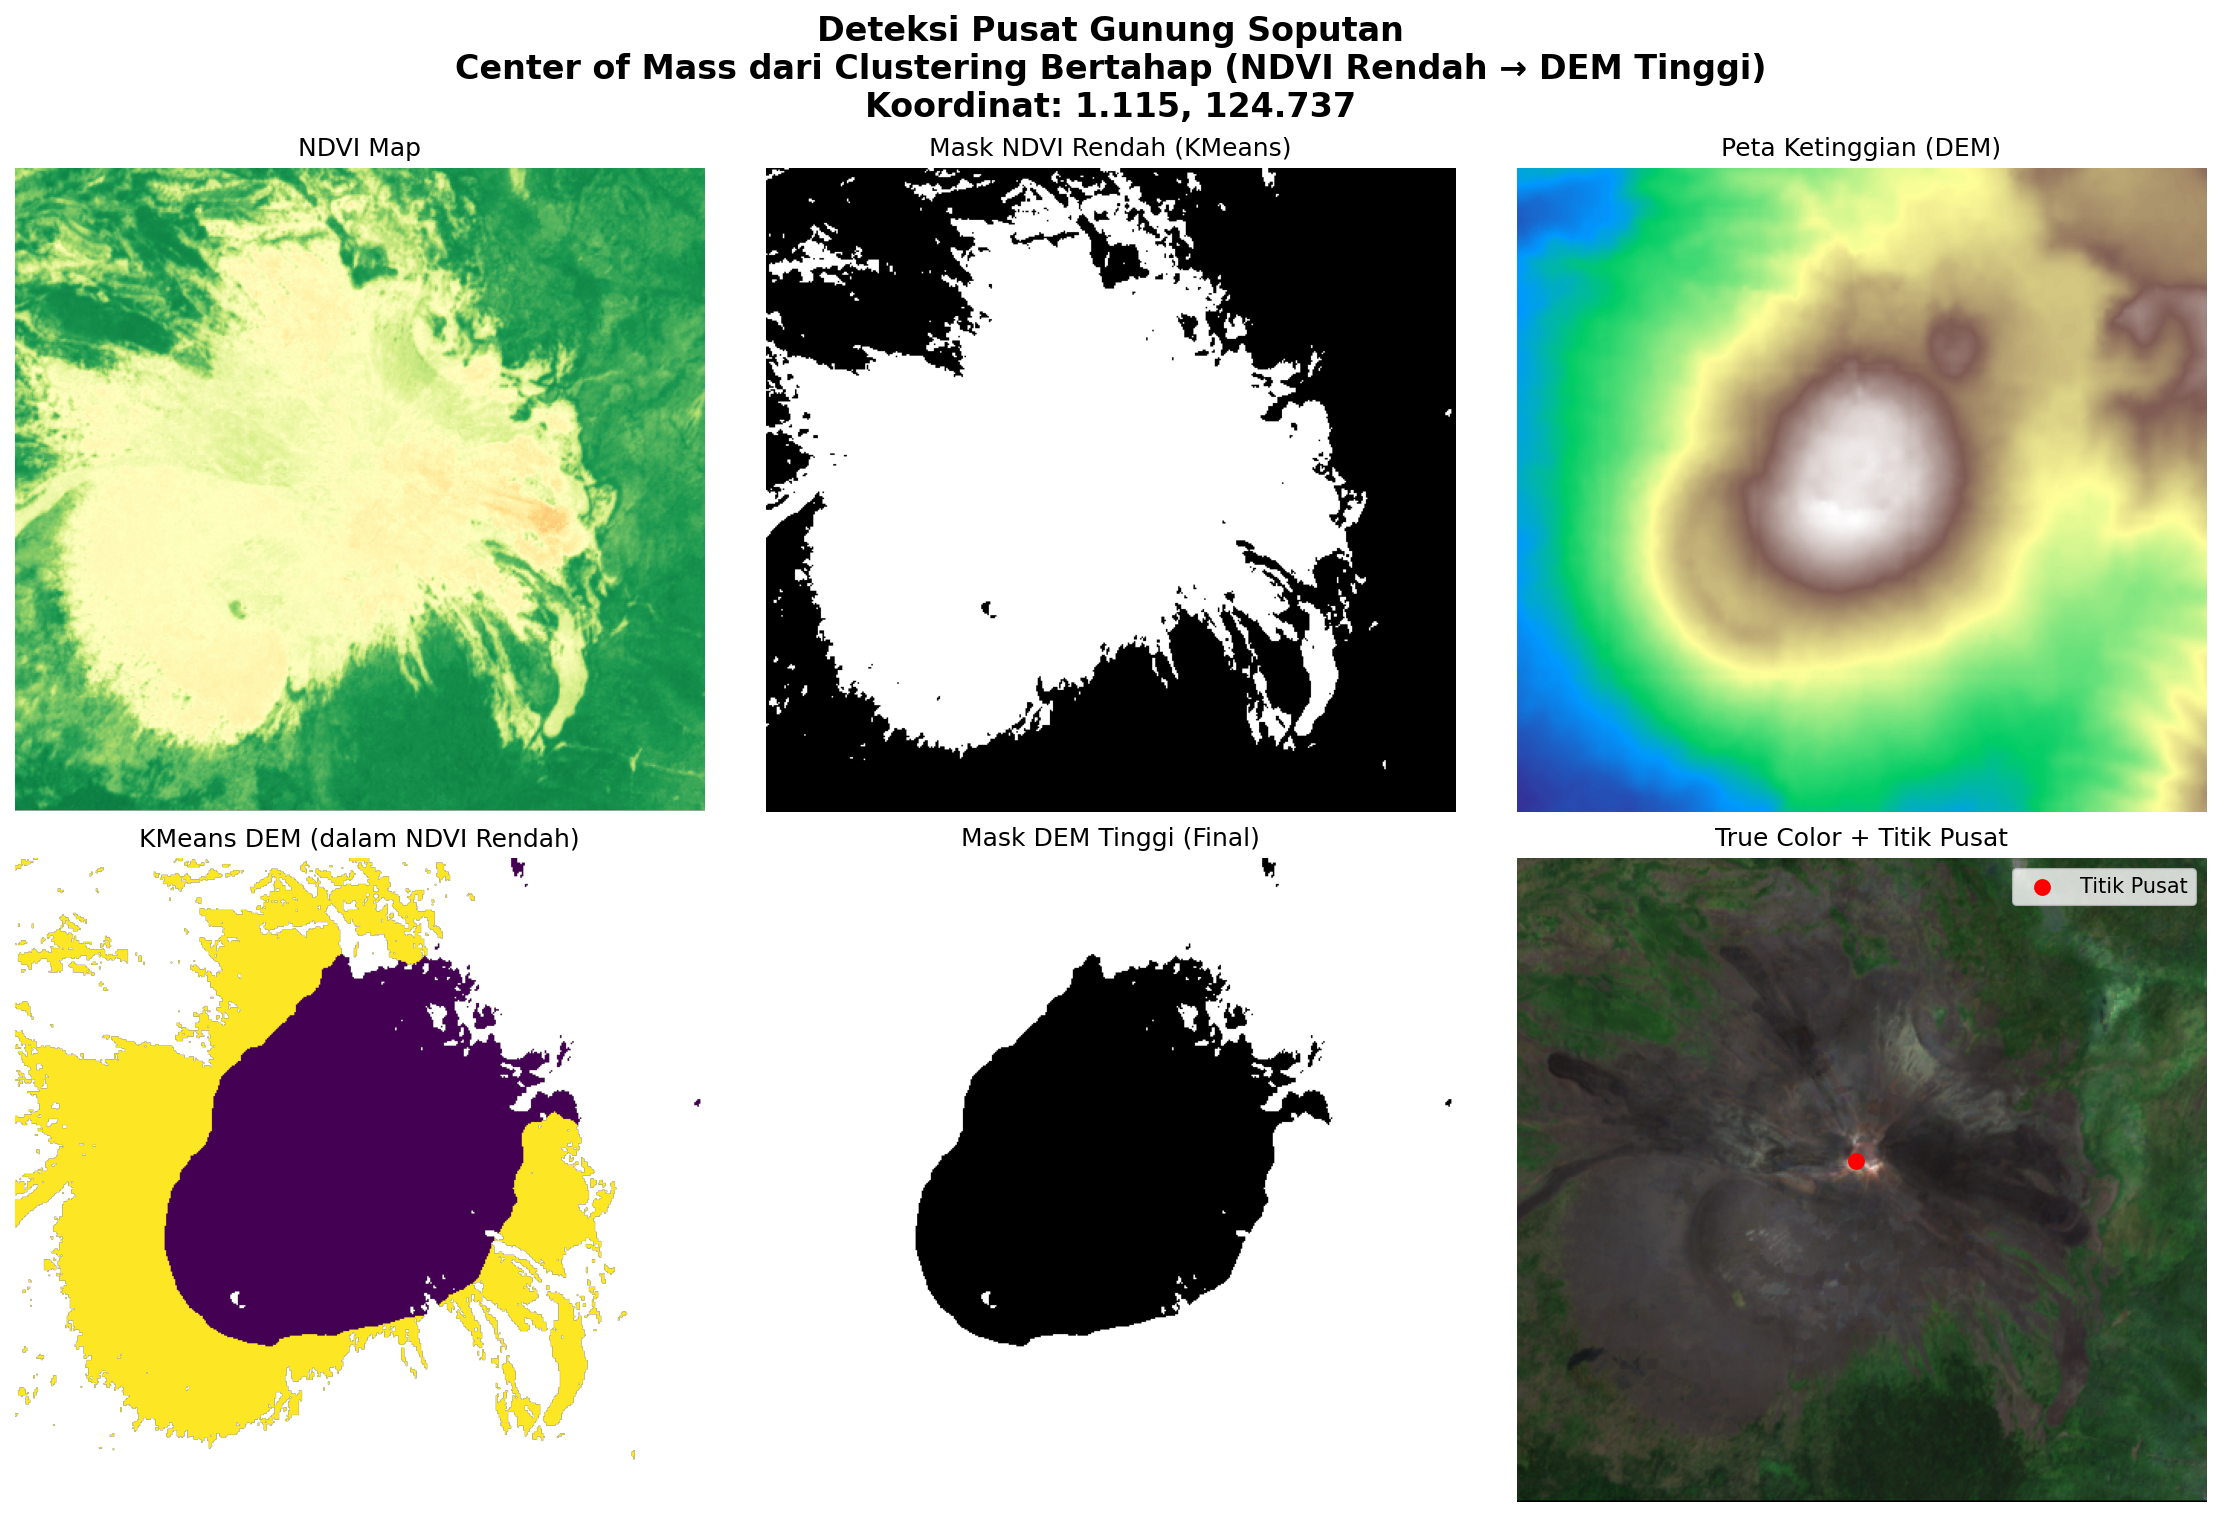 Deteksi Pusat Gunung Soputan
Center of Mass dari Clustering Bertahap (NDVI Rendah → DEM Tinggi)
Koordinat: 1.115, 124.737
NDVI Map
Mask NDVI Rendah (KMeans)
Peta Ketinggian (DEM)
KMeans DEM (dalam NDVI Rendah)
Mask DEM Tinggi (Final)
True Color + Titik Pusat
Titik Pusat